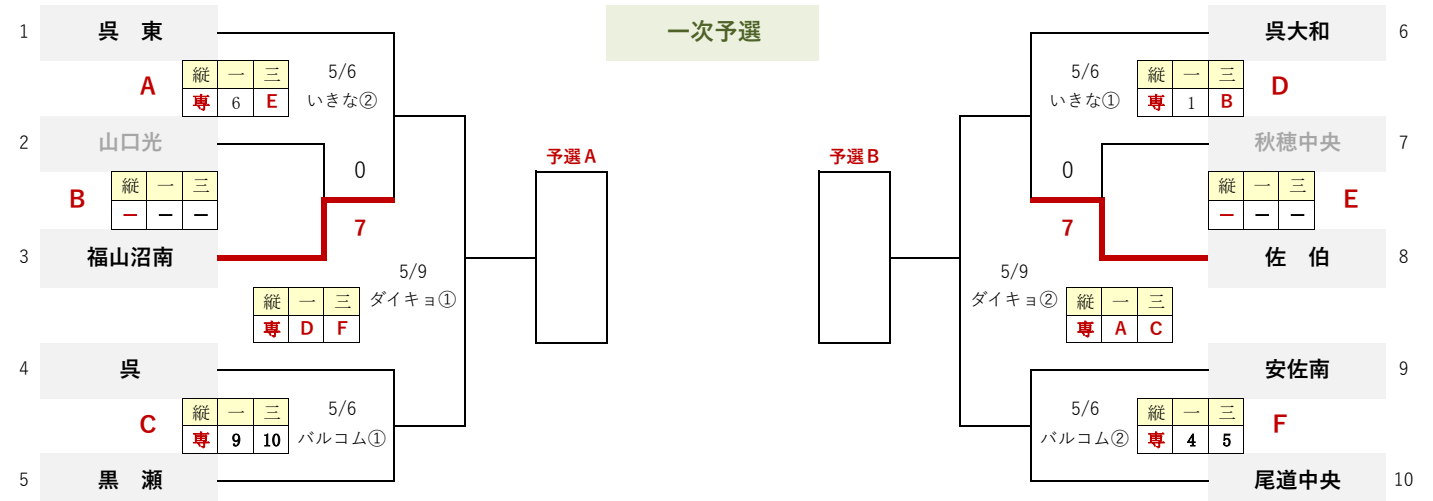 一次予選
1 呉 東
A
縦 一 三
専 6 E
5/6
いきな②
2 山口光
B
縦 一 三
－ － －
0
7
3 福山沼南
5/9
ダイキョ①
縦 一 三
専 D F
4 呉
C
縦 一 三
専 9 10
5/6
バルコム①
5 黒 瀬
予選A
予選B
呉大和 6
5/6
いきな①
縦 一 三
専 1 B
D
秋穂中央 7
0
7
縦 一 三
－ － －
E
佐 伯 8
5/9
ダイキョ②
縦 一 三
専 A C
安佐南 9
5/6
バルコム②
縦 一 三
専 4 5
F
尾道中央 10